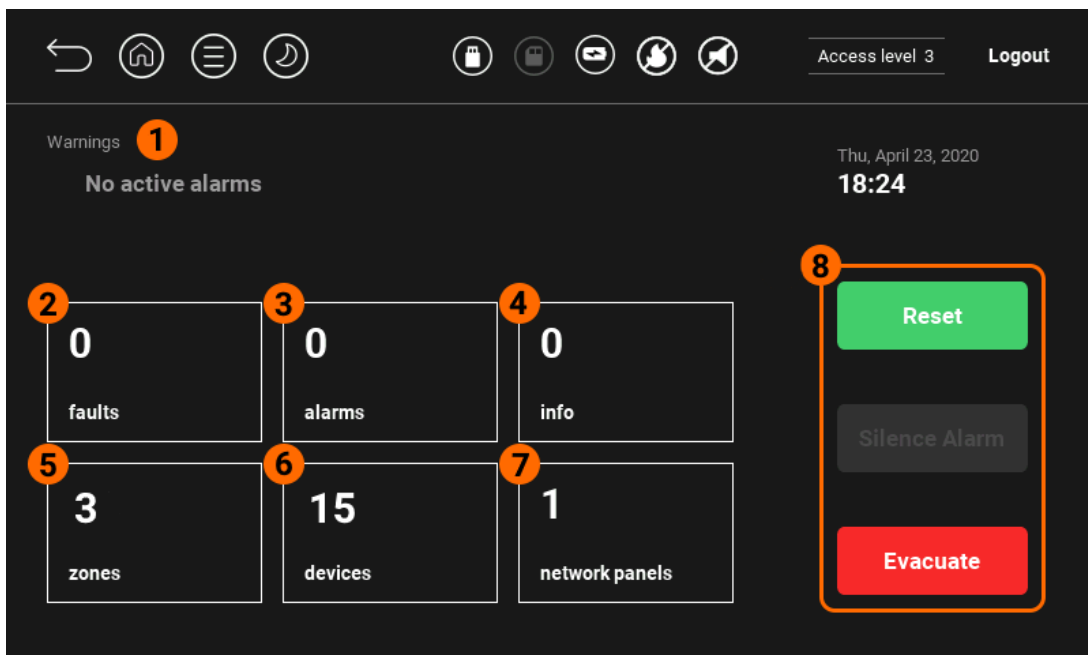 Access level 3
Logout
Warnings 1
No active alarms
Thu, April 23, 2020
18:24
2
0
faults
3
0
alarms
4
0
info
5
3
zones
6
15
devices
7
1
network panels
8
Reset
Silence Alarm
Evacuate